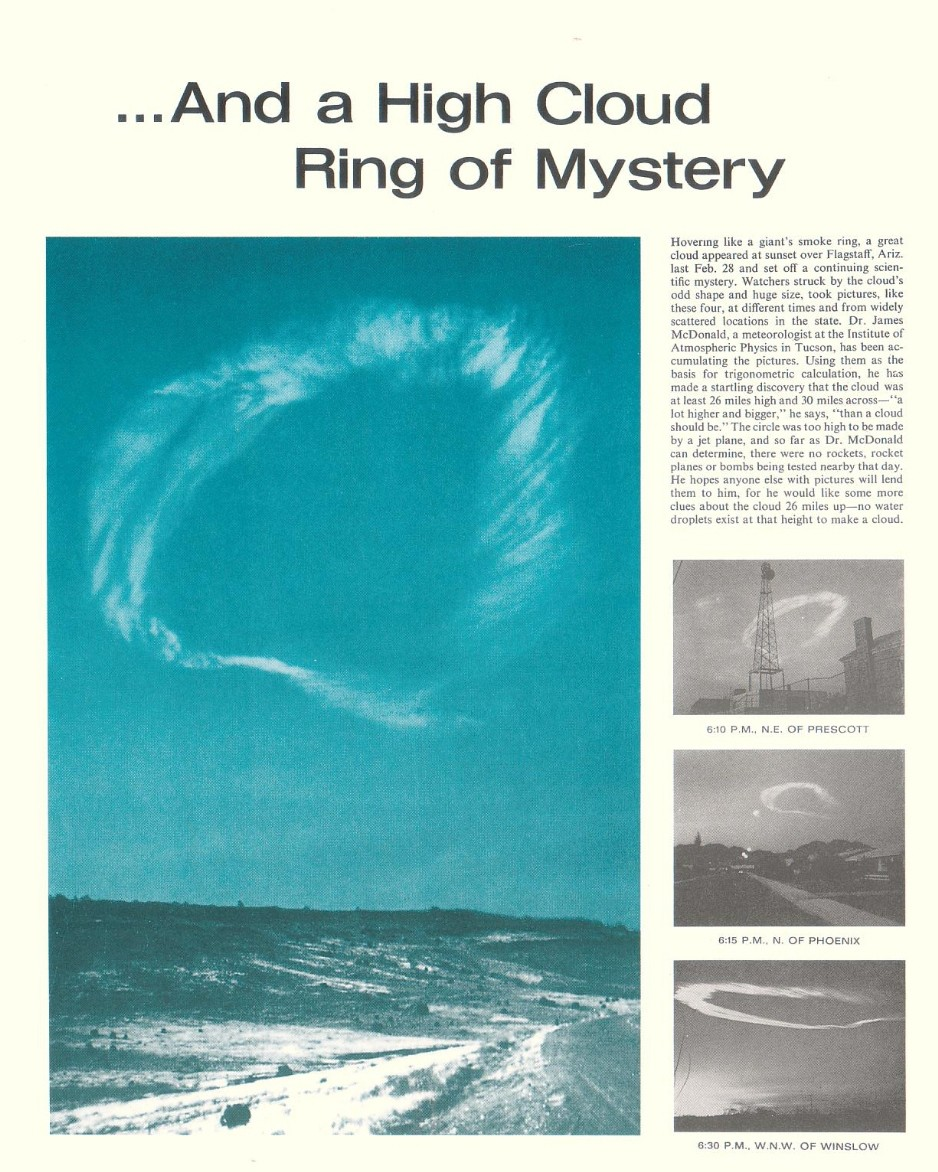 ...And a High Cloud
Ring of Mystery
Hovering like a giant's smoke ring, a great
cloud appeared at sunset over Flagstaff, Ariz.
last Feb. 28 and set off a continuing scien-
tific mystery. Watchers struck by the cloud's
odd shape and huge size, took pictures, like
these four, at different times and from widely
scattered locations in the state. Dr. James
McDonald, a meteorologist at the Institute of
Atmospheric Physics in Tucson, has been ac-
cumulating the pictures. Using them as the
basis for trigonometric calculation, he has
made a startling discovery that the cloud was
at least 26 miles high and 30 miles across—"a
lot higher and bigger," he says, "than a cloud
should be." The circle was too high to be made
by a jet plane, and so far as Dr. McDonald
can determine, there were no rockets, rocket
planes or bombs being tested nearby that day.
He hopes anyone else with pictures will lend
them to him, for he would like some more
clues about the cloud 26 miles up—no water
droplets exist at that height to make a cloud.
6:10 P.M., N.E. OF PRESCOTT
6:15 P.M., N. OF PHOENIX
6:30 P.M., W.N.W. OF WINSLOW